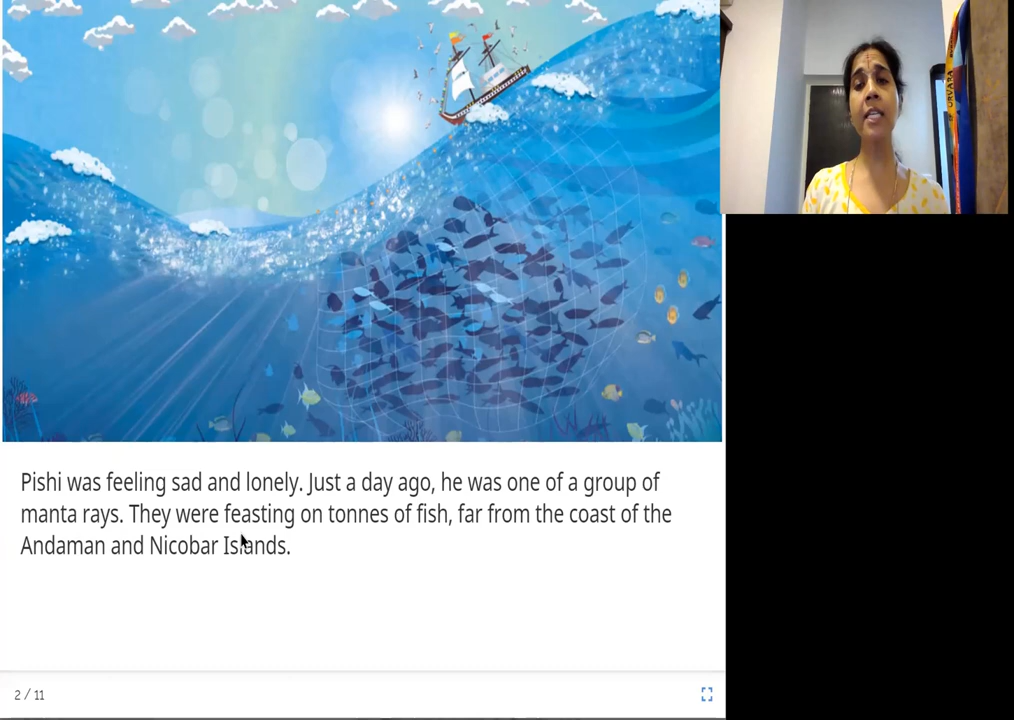 Pishi was feeling sad and lonely. Just a day ago, he was one of a group of
manta rays. They were feasting on tonnes of fish, far from the coast of the
Andaman and Nicobar Islands.
2 / 11
URVARA